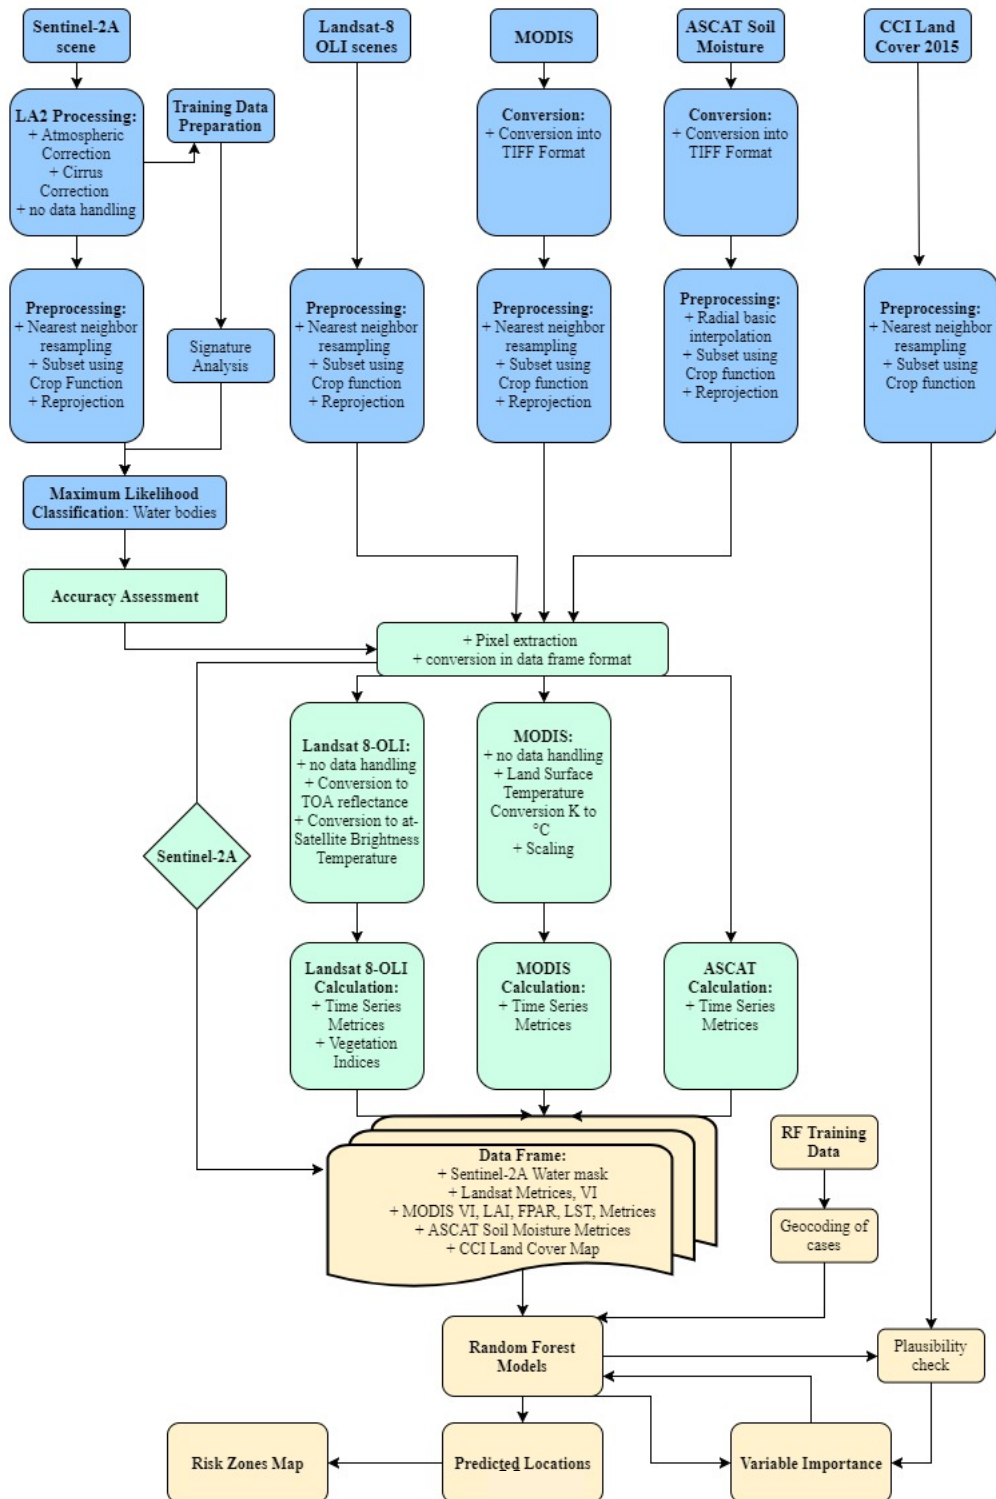 Sentinel-2A
scene
Landsat-8
OLI scenes
MODIS
ASCAT Soil
Moisture
CCI Land
Cover 2015
LA2 Processing:
+ Atmospheric
Correction
+ Cirrus
Correction
+ no data handling
Training Data
Preparation
Conversion:
+ Conversion into
TIFF Format
Conversion:
+ Conversion into
TIFF Format
Preprocessing:
+ Nearest neighbor
resampling
+ Subset using
Crop Function
+ Reprojection
Signature
Analysis
Preprocessing:
+ Nearest neighbor
resampling
+ Subset using
Crop function
+ Reprojection
Preprocessing:
+ Nearest neighbor
resampling
+ Subset using
Crop function
+ Reprojection
Preprocessing:
+ Radial basic
interpolation
+ Subset using
Crop function
+ Reprojection
Preprocessing:
+ Nearest neighbor
resampling
+ Subset using
Crop function
Maximum Likelihood
Classification: Water bodies
Accuracy Assessment
+ Pixel extraction
+ conversion in data frame format
Landsat 8-OLI:
+ no data handling
+ Conversion to
TOA reflectance
+ Conversion to at-
Satellite Brightness
Temperature
MODIS:
+ no data handling
+ Land Surface
Temperature
Conversion K to
°C
+ Scaling
Sentinel-2A
Landsat 8-OLI
Calculation:
+ Time Series
Metrices
+ Vegetation
Indices
MODIS
Calculation:
+ Time Series
Metrices
ASCAT
Calculation:
+ Time Series
Metrices
Data Frame:
+ Sentinel-2A Water mask
+ Landsat Metrices, VI
+ MODIS VI, LAI, FPAR, LST, Metrices
+ ASCAT Soil Moisture Metrices
+ CCI Land Cover Map
RF Training
Data
Geocoding of
cases
Random Forest
Models
Plausibility
check
Risk Zones Map
Predicted Locations
Variable Importance